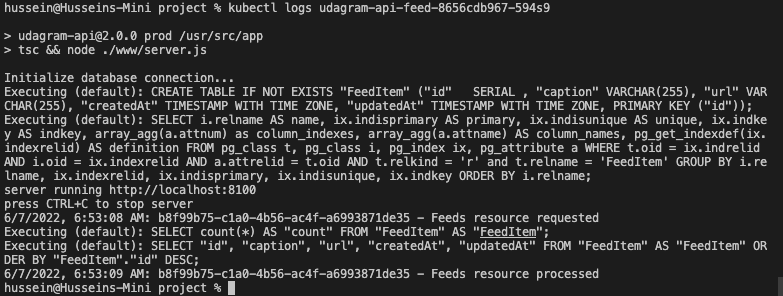 hussein@Husseins-Mini project % kubectl logs udagram-api-feed-8656cdb967-594s9
> udagram-api@2.0.0 prod /usr/src/app
> tsc && node ./www/server.js
Initialize database connection...
Executing (default): CREATE TABLE IF NOT EXISTS "FeedItem" ("id"   SERIAL , "caption" VARCHAR(255), "url" VAR
CHAR(255), "createdAt" TIMESTAMP WITH TIME ZONE, "updatedAt" TIMESTAMP WITH TIME ZONE, PRIMARY KEY ("id"));
Executing (default): SELECT i.relname AS name, ix.indisprimary AS primary, ix.indisunique AS unique, ix.indke
y AS indkey, array_agg(a.attnum) as column_indexes, array_agg(a.attname) AS column_names, pg_get_indexdef(ix.
indexrelid) AS definition FROM pg_class t, pg_class i, pg_index ix, pg_attribute a WHERE t.oid = ix.indrelid
AND i.oid = ix.indexrelid AND a.attrelid = t.oid AND t.relkind = 'r' and t.relname = 'FeedItem' GROUP BY i.re
lname, ix.indexrelid, ix.indisprimary, ix.indisunique, ix.indkey ORDER BY i.relname;
server running http://localhost:8100
press CTRL+C to stop server
6/7/2022, 6:53:08 AM: b8f99b75-c1a0-4b56-ac4f-a6993871de35 - Feeds resource requested
Executing (default): SELECT count(*) AS "count" FROM "FeedItem" AS "FeedItem";
Executing (default): SELECT "id", "caption", "url", "createdAt", "updatedAt" FROM "FeedItem" AS "FeedItem" OR
DER BY "FeedItem"."id" DESC;
6/7/2022, 6:53:09 AM: b8f99b75-c1a0-4b56-ac4f-a6993871de35 - Feeds resource processed
hussein@Husseins-Mini project %